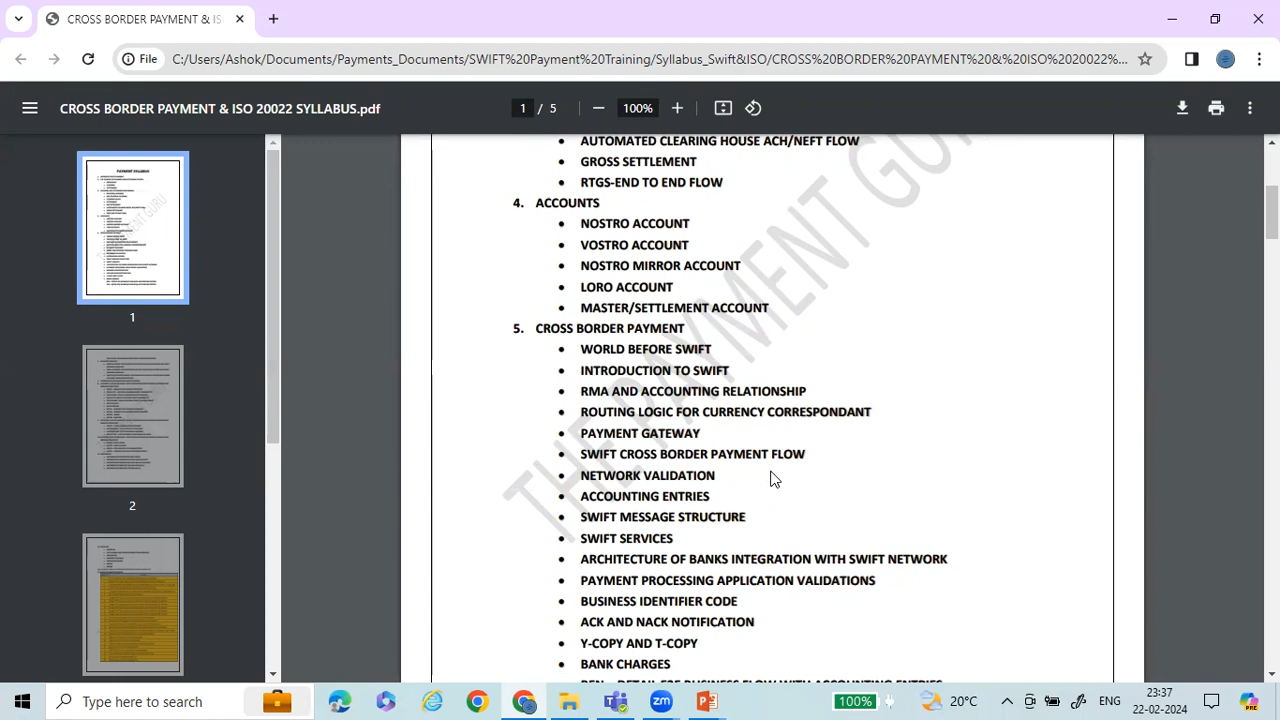 CROSS BORDER PAYMENT & IS
File
C:/Users/Ashok/Documents/Payments_Documents/SWIFT%20Payment%20Training/Syllabus_Swift&ISO/CROSS%20BORDER%20PAYMENT%20&%20ISO%2020022%...
CROSS BORDER PAYMENT & ISO 20022 SYLLABUS.pdf
1 / 5
100%
AUTOMATED CLEARING HOUSE ACH/NEFT FLOW
GROSS SETTLEMENT
RTGS-END TO END FLOW
4. ACCOUNTS
NOSTRO ACCOUNT
VOSTRO ACCOUNT
NOSTRO MIRROR ACCOUNT
LORO ACCOUNT
MASTER/SETTLEMENT ACCOUNT
5. CROSS BORDER PAYMENT
WORLD BEFORE SWIFT
INTRODUCTION TO SWIFT
RMA AND ACCOUNTING RELATIONSHIP
ROUTING LOGIC FOR CURRENCY CORRESPONDANT
PAYMENT GATEWAY
SWIFT CROSS BORDER PAYMENT FLOW
NETWORK VALIDATION
ACCOUNTING ENTRIES
SWIFT MESSAGE STRUCTURE
SWIFT SERVICES
ARCHITECTURE OF BANKS INTEGRATION WITH SWIFT NETWORK
PAYMENT PROCESSING APPLICATION VALIDATIONS
BUSINESS IDENTIFIER CODE
ACK AND NACK NOTIFICATION
Y-COPY AND T-COPY
BANK CHARGES
THE PAYMENT GUR
PAYMENT SYLLABUS
1
2
Type here to search
100%
20°C
ENG
23:37
22-02-2024